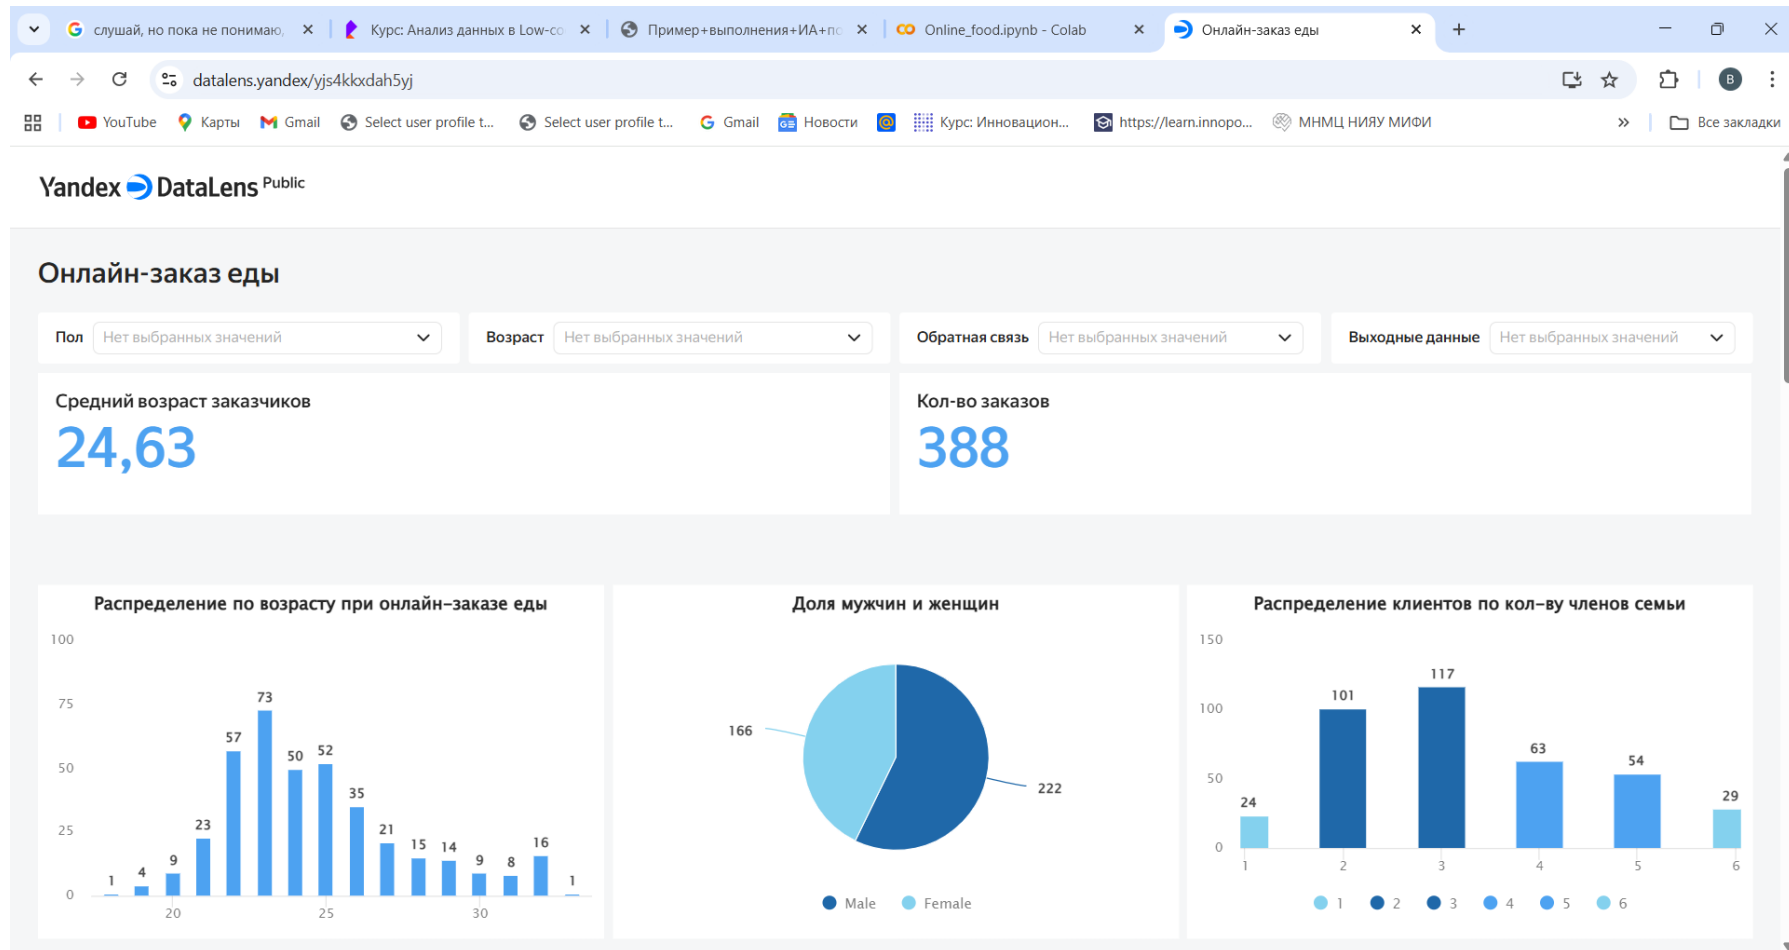 слушай, но пока не понимаю,
Курс: Анализ данных в Low-co
Пример+выполнения+ИА+по
Online_food.ipynb - Colab
Онлайн-заказ еды
datalens.yandex/yjs4kkxdah5yj
B
YouTube
Карты
Gmail
Select user profile t...
Select user profile t...
Gmail
Новости
Курс: Инновацион...
https://learn.innopo...
МНМЦ НИЯУ МИФИ
»
Все закладки
Yandex DataLens Public
Онлайн-заказ еды
Пол Нет выбранных значений
Возраст Нет выбранных значений
Обратная связь Нет выбранных значений
Выходные данные Нет выбранных значений
Средний возраст заказчиков
24,63
Кол-во заказов
388
Распределение по возрасту при онлайн-заказе еды
100
75
50
25
0
1
4
9
23
57
73
50
52
35
21
15
14
9
8
16
1
20
25
30
Доля мужчин и женщин
166
222
Male
Female
Распределение клиентов по кол-ву членов семьи
150
100
50
0
24
101
117
63
54
29
1
2
3
4
5
6
1
2
3
4
5
6